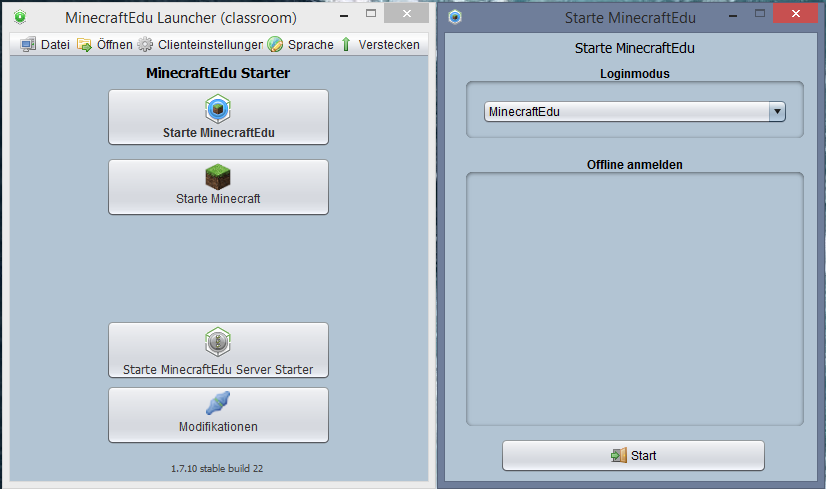 MinecraftEdu Launcher (classroom)
Datei Öffnen Clienteinstellungen Sprache Verstecken
MinecraftEdu Starter
Starte MinecraftEdu
Starte Minecraft
Starte MinecraftEdu Server Starter
Modifikationen
1.7.10 stable build 22
Starte MinecraftEdu
Starte MinecraftEdu
Loginmodus
MinecraftEdu
Offline anmelden
Start